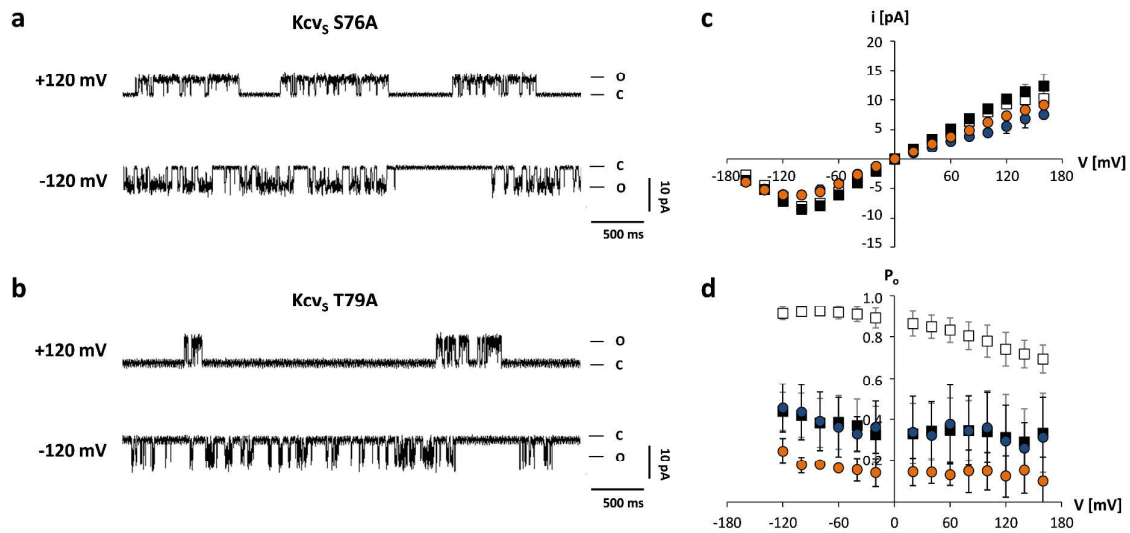 a
Kcvs S76A
+120 mV
O
C
-120 mV
C
O
10 pA
500 ms
b
Kcvs T79A
+120 mV
O
C
-120 mV
C
O
10 pA
500 ms
c
i [pA]
20
15
10
5
-5
-10
-15
-180
-120
-60
60
120
180
V [mV]
d
Po
1.0
0.8
0.6
0.4
0.2
-180
-120
-60
0
60
120
180
V [mV]